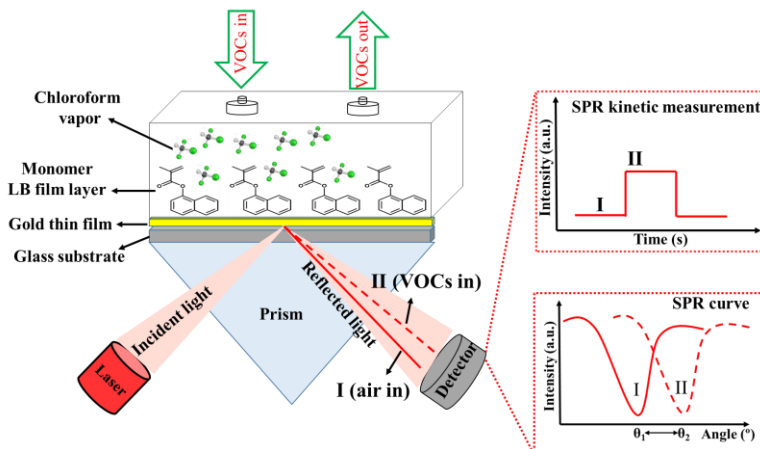 VOCs in
VOCs out
Chloroform
vapor
Monomer
LB film layer
Gold thin film
Glass substrate
Incident light
Laser
Prism
Reflected light
II (VOCs in)
I (air in)
Detector
SPR kinetic measurement
Intensity (a.u.)
I
II
Time (s)
SPR curve
Intensity (a.u.)
I
II
θ₁
θ₂
Angle (º)
O
O
O
O
O
O
O
O